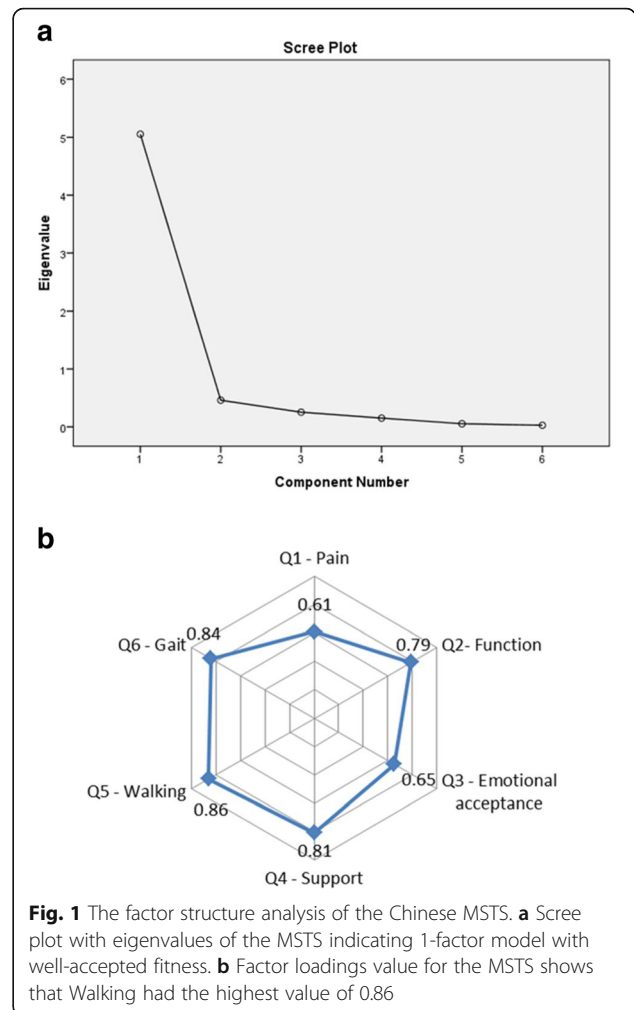 a
Scree Plot
6
5
4
3
2
1
0
Eigenvalue
1 2 3 4 5 6
Component Number
b
Q1 - Pain
0.61
Q6 - Gait 0.84
0.79 Q2- Function
Q5 - Walking
0.86
0.65 Q3 - Emotional
acceptance
0.81
Q4 - Support
Fig. 1 The factor structure analysis of the Chinese MSTS. a Scree
plot with eigenvalues of the MSTS indicating 1-factor model with
well-accepted fitness. b Factor loadings value for the MSTS shows
that Walking had the highest value of 0.86